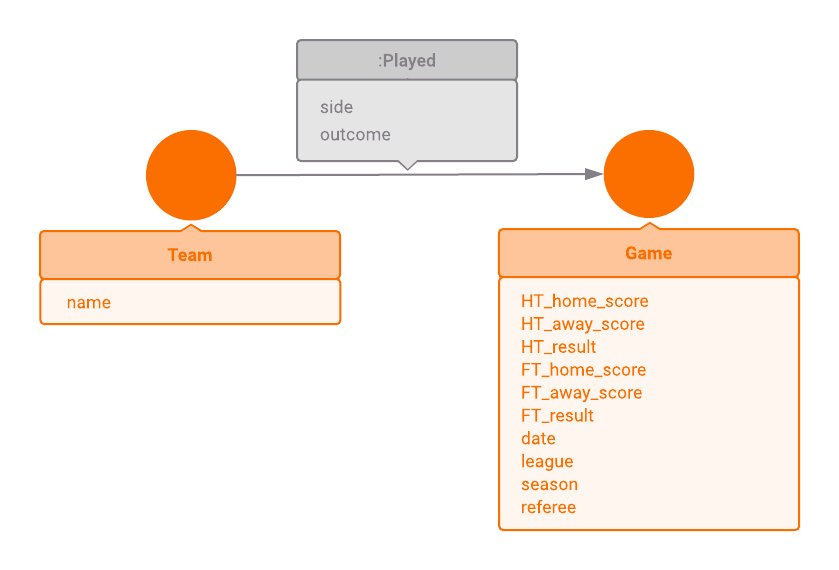 :Played
side
outcome
Team
name
Game
HT_home_score
HT_away_score
HT_result
FT_home_score
FT_away_score
FT_result
date
league
season
referee